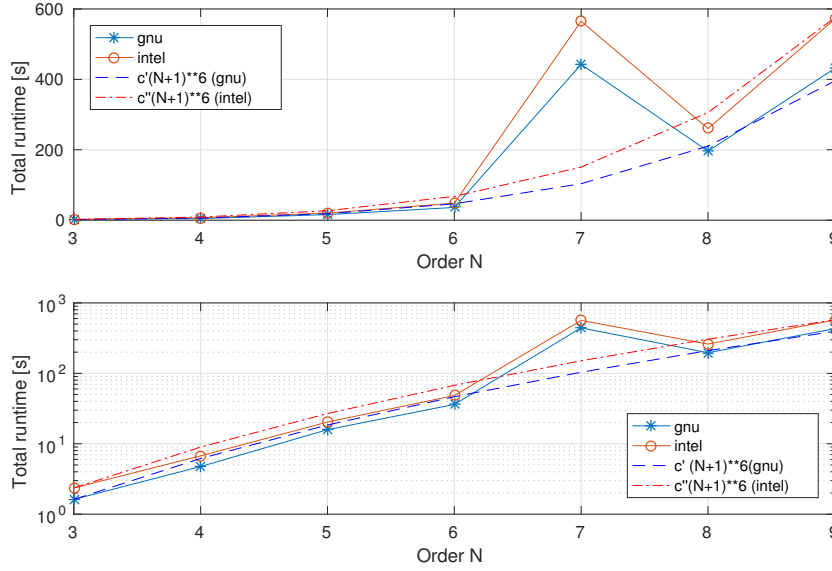 600
400
200
0
Total runtime [s]
gnu
intel
c'(N+1)**6 (gnu)
c"(N+1)**6 (intel)
3 4 5 6 7 8 9
Order N
10^3
10^2
10^1
10^0
Total runtime [s]
gnu
intel
c' (N+1)**6(gnu)
c"(N+1)**6 (intel)
3 4 5 6 7 8 9
Order N